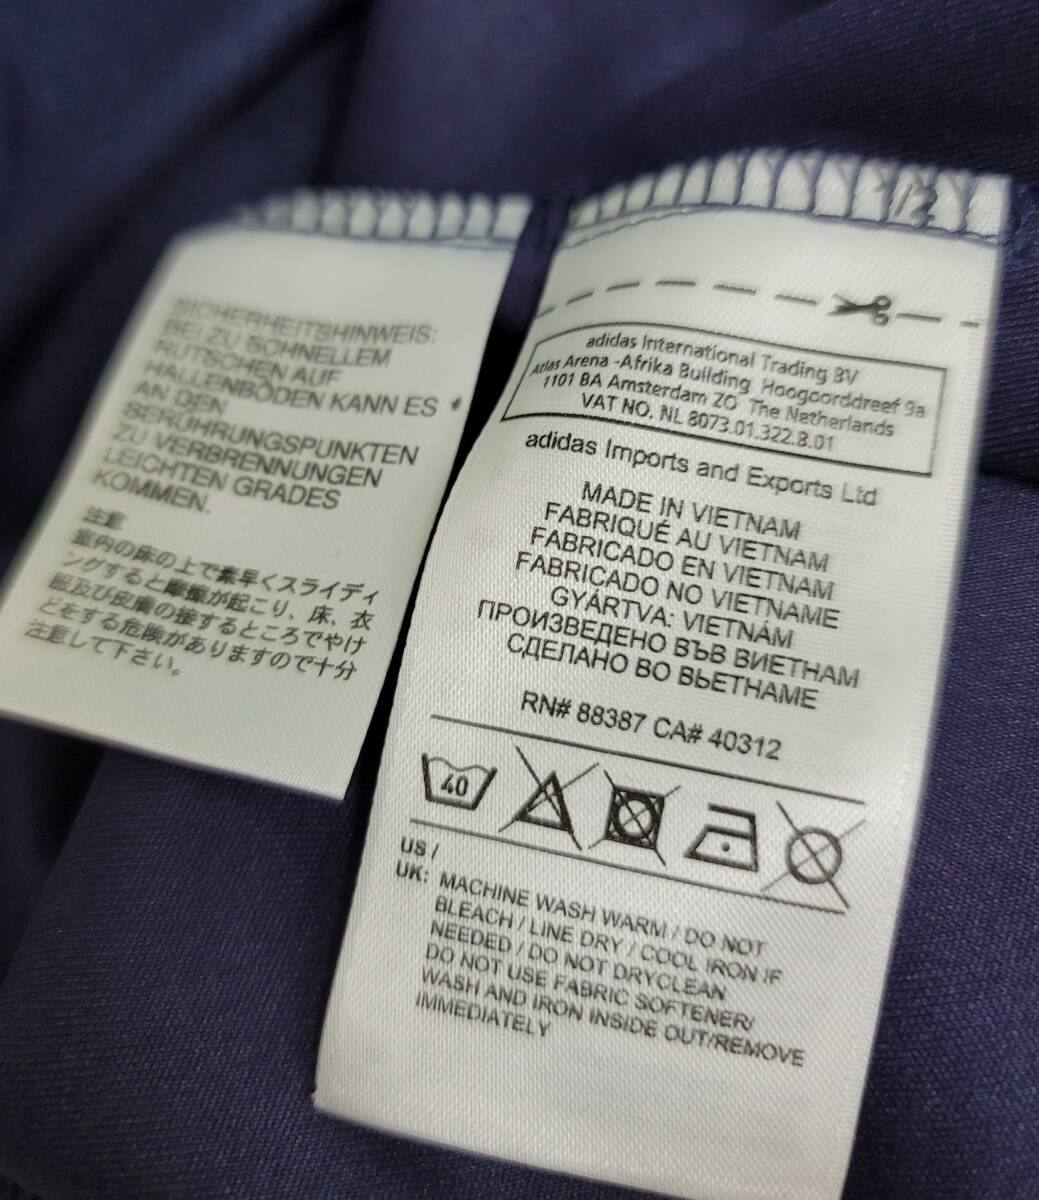 SICHERHEITSHINWEIS:
BEI ZU SCHNELLEM
RUTSCHEN AUF
HALLENBÖDEN KANN ES
AN DEN
BERÜHRUNGSPUNKTEN
ZU VERBRENNUNGEN
LEICHTEN GRADES
KOMMEN.
注意
室内の床の上で素早くスライディ
ングすると摩擦が起こり、床、衣
服及び皮膚の接するところでやけ
どをする危険がありますので十分
注意して下さい。
1/2
adidas International Trading BV
Atlas Arena -Afrika Building Hoogoorddreef 9a
1101 BA Amsterdam ZO The Netherlands
VAT NO. NL 8073.01.322.B.01
adidas Imports and Exports Ltd
MADE IN VIETNAM
FABRIQUÉ AU VIETNAM
FABRICADO EN VIETNAM
FABRICADO NO VIETNAME
GYÁRTVA: VIETNÁM
ПРОИЗВЕДЕНО ВЪВ ВИЕТНАМ
СДЕЛАНО ВО ВЬЕТНАМЕ
RN# 88387 CA# 40312
40
US /
UK: MACHINE WASH WARM / DO NOT
BLEACH / LINE DRY / COOL IRON IF
NEEDED / DO NOT DRYCLEAN
DO NOT USE FABRIC SOFTENER/
WASH AND IRON INSIDE OUT/REMOVE
IMMEDIATELY